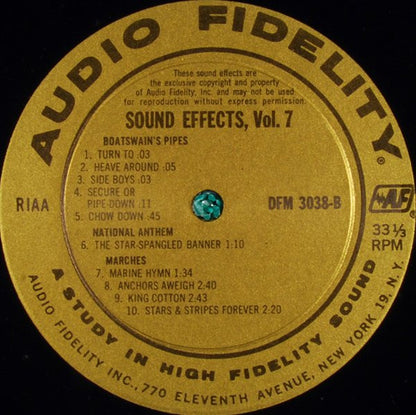 AUDIO FIDELITY®
These sound effects are
the exclusive copyright and property
of Audio Fidelity, Inc. and may not be used
for reproduction without express permission.
SOUND EFFECTS, Vol. 7
BOATSWAIN'S PIPES
1. TURN TO .03
2. HEAVE AROUND .05
3. SIDE BOYS .03
4. SECURE OR
PIPE-DOWN .11
5. CHOW DOWN .45
RIAA
DFM 3038-B
AF
33 1/3
RPM
NATIONAL ANTHEM
6. THE STAR-SPANGLED BANNER 1:10
MARCHES
7. MARINE HYMN 1:34
8. ANCHORS AWEIGH 2:40
9. KING COTTON 2.43
10. STARS & STRIPES FOREVER 2:20
A STUDY IN HIGH FIDELITY SOUND
AUDIO FIDELITY INC., 770 ELEVENTH AVENUE, NEW YORK 19, N.Y.